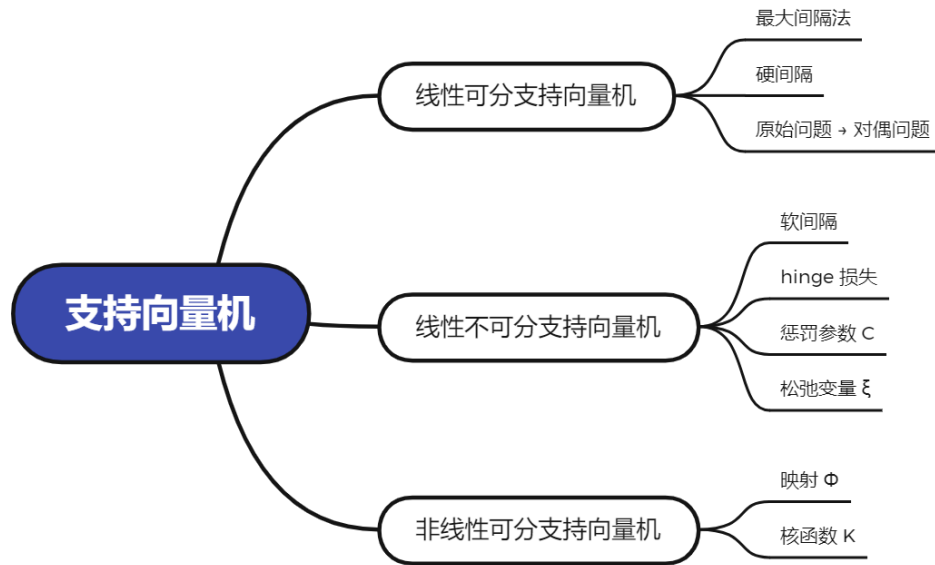 支持向量机
线性可分支持向量机
最大间隔法
硬间隔
原始问题 → 对偶问题
线性不可分支持向量机
软间隔
hinge 损失
惩罚参数 C
松弛变量 ξ
非线性可分支持向量机
映射 Φ
核函数 K